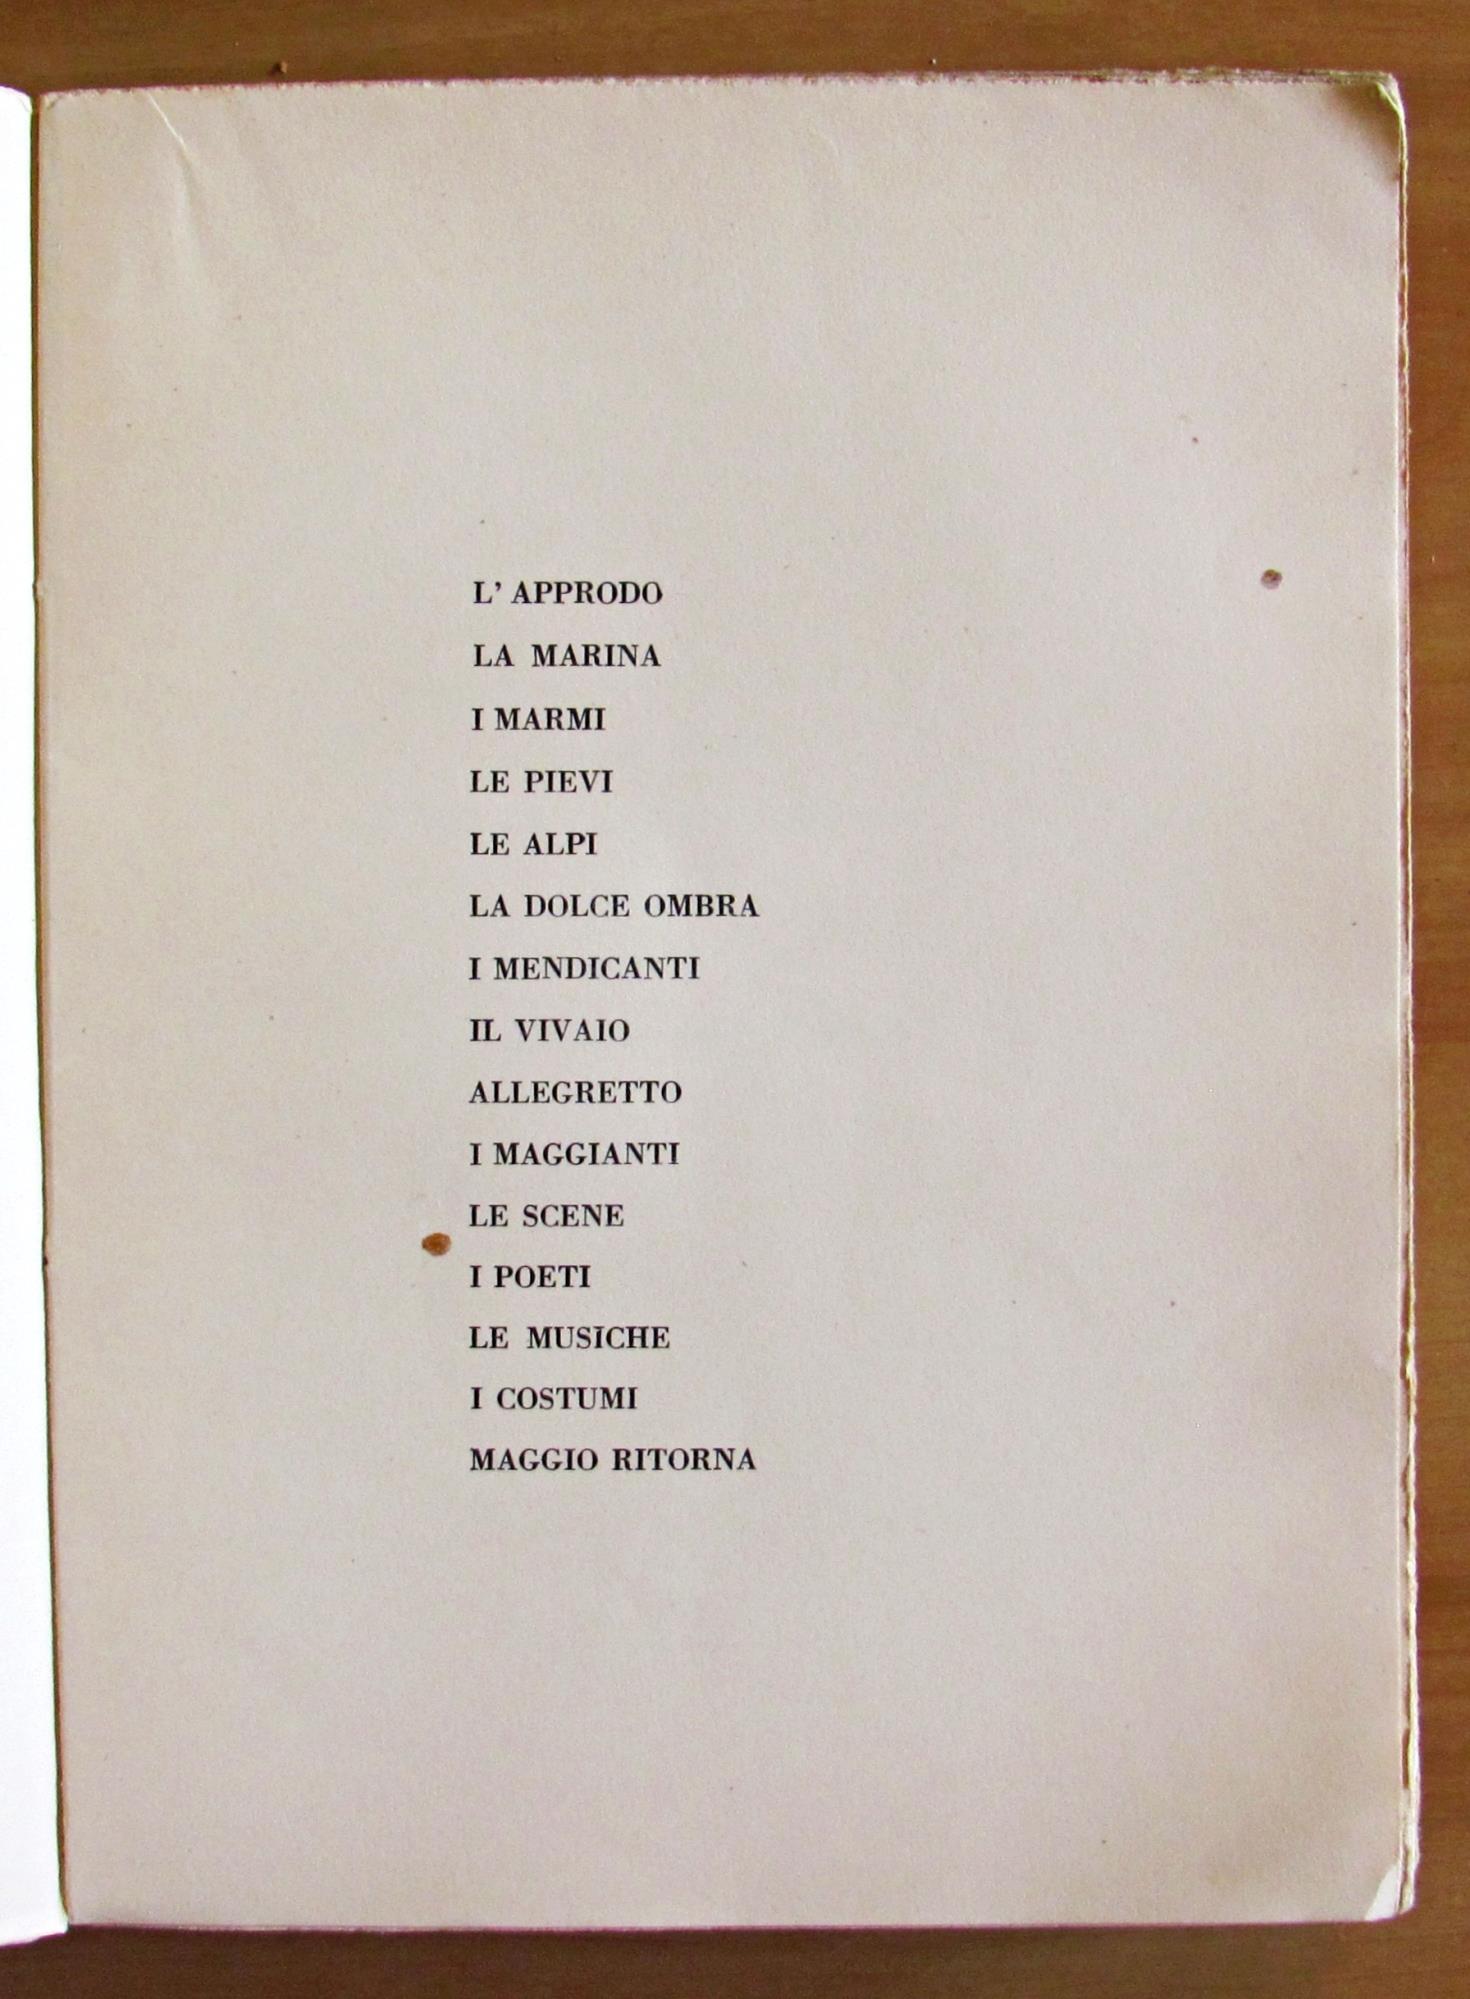 L' APPRODO
LA MARINA
I MARMI
LE PIEVI
LE ALPI
LA DOLCE OMBRA
I MENDICANTI
IL VIVAIO
ALLEGRETTO
I MAGGIANTI
LE SCENE
I POETI
LE MUSICHE
I COSTUMI
MAGGIO RITORNA